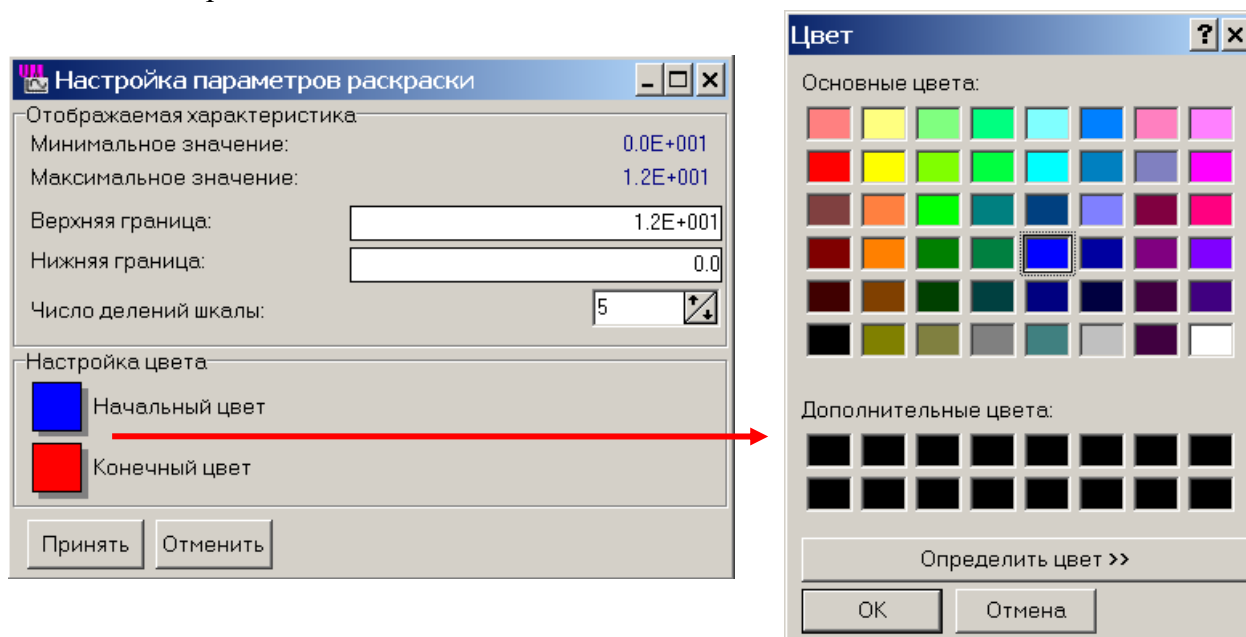 Настройка параметров раскраски
Отображаемая характеристика
Минимальное значение: 0.0E+001
Максимальное значение: 1.2E+001
Верхняя граница: 1.2E+001
Нижняя граница: 0.0
Число делений шкалы: 5
Настройка цвета
Начальный цвет
Конечный цвет
Принять Отменить
Цвет
Основные цвета:
Дополнительные цвета:
Определить цвет >>
OK Отмена